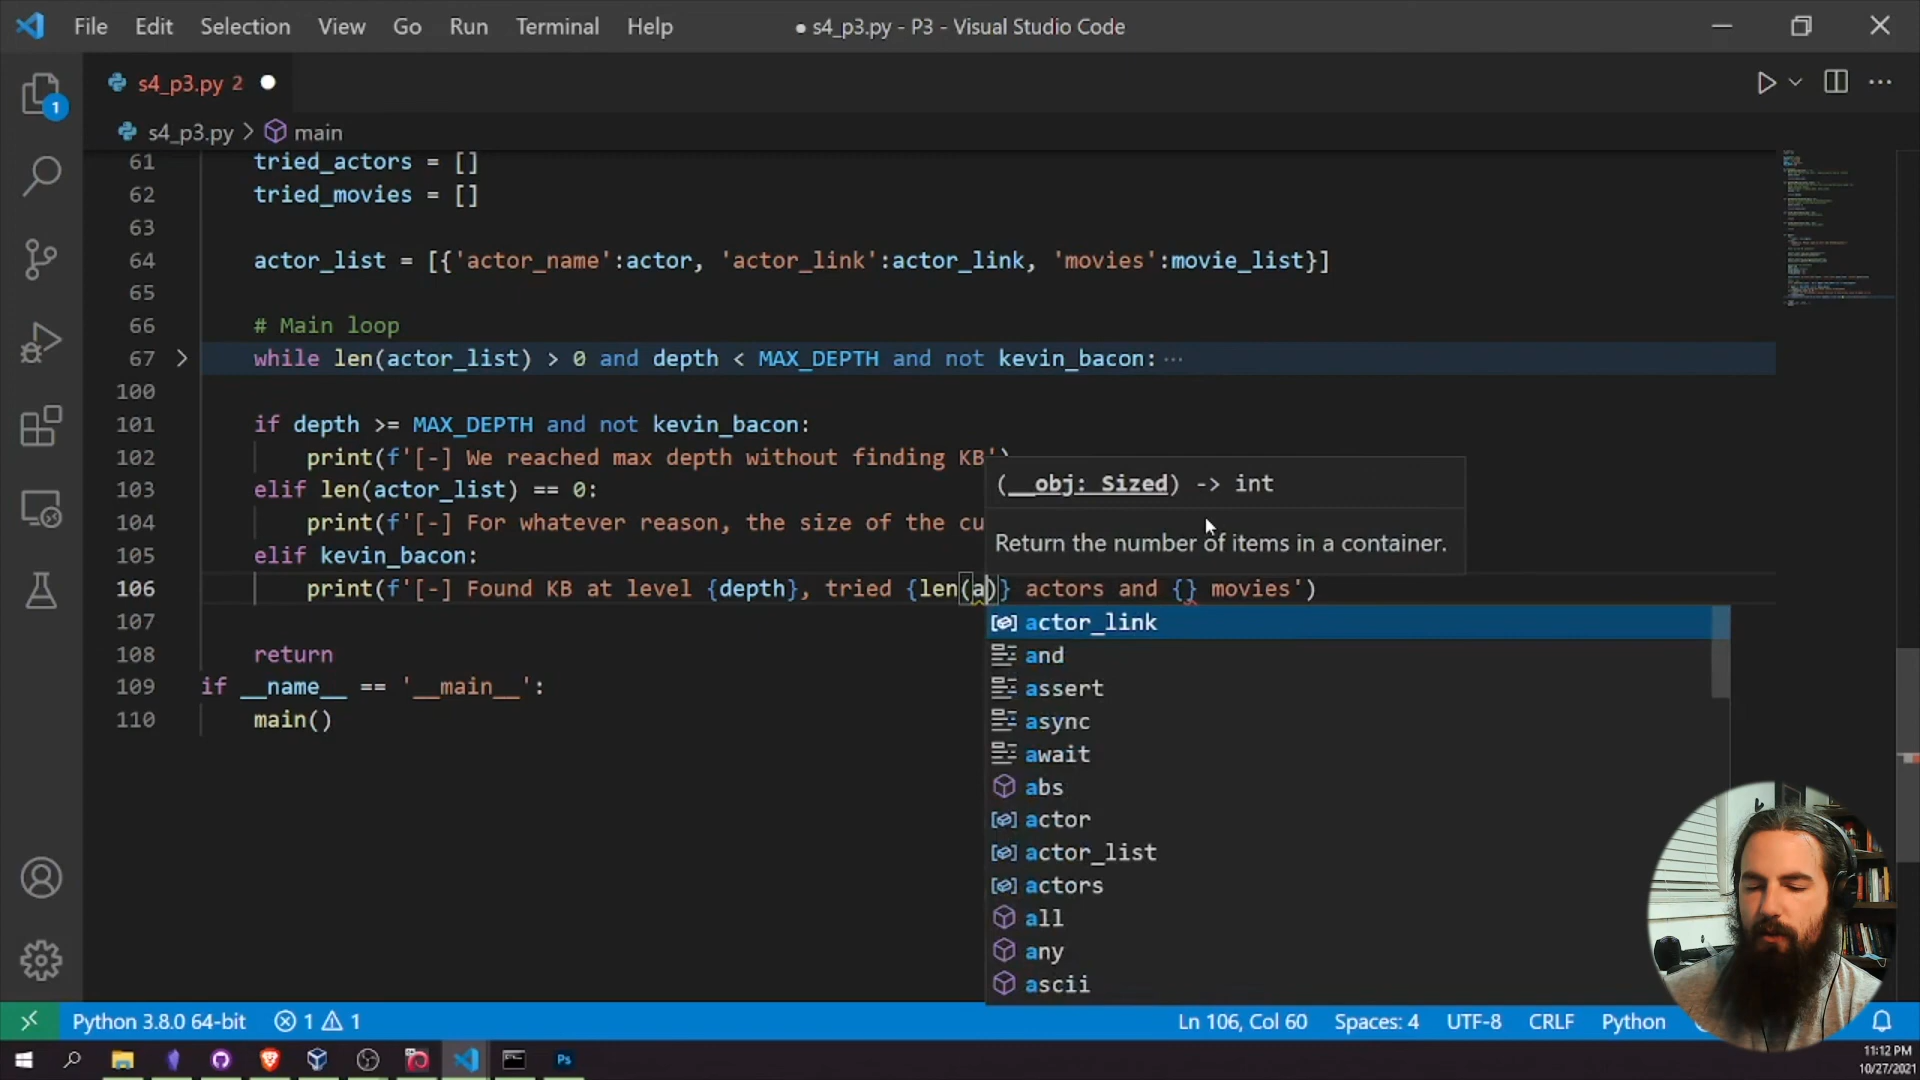 File Edit Selection View Go Run Terminal Help
● s4_p3.py - P3 - Visual Studio Code
s4_p3.py 2 ●
s4_p3.py > main
1
61 tried_actors = []
62 tried_movies = []
63
64 actor_list = [{'actor_name':actor, 'actor_link':actor_link, 'movies':movie_list}]
65
66 # Main loop
67 while len(actor_list) > 0 and depth < MAX_DEPTH and not kevin_bacon:···
100
101 if depth >= MAX_DEPTH and not kevin_bacon:
102 print(f'[-] We reached max depth without finding KB')
103 elif len(actor_list) == 0:
104 print(f'[-] For whatever reason, the size of the cu
105 elif kevin_bacon:
106 print(f'[-] Found KB at level {depth}, tried {len(a)} actors and {} movies')
107
108 return
109 if __name__ == '__main__':
110 main()
(__obj: Sized) -> int
Return the number of items in a container.
actor_link
and
assert
async
await
abs
actor
actor_list
actors
all
any
ascii
Python 3.8.0 64-bit 1 1
Ln 106, Col 60 Spaces: 4 UTF-8 CRLF Python
Ps
11:12 PM
10/27/2021